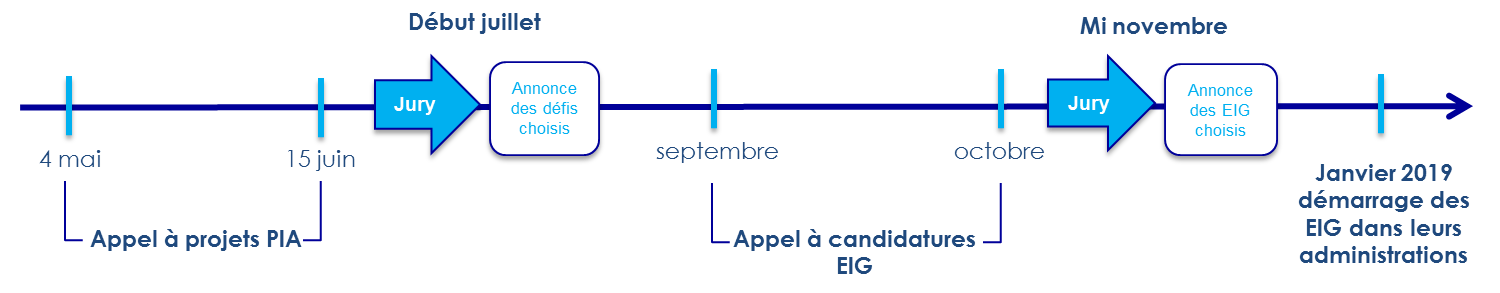 Début juillet
Mi novembre
Jury
Annonce
des défis
choisis
Jury
Annonce
des EIG
choisis
4 mai
15 juin
septembre
octobre
Janvier 2019
démarrage des
EIG dans leurs
administrations
Appel à projets PIA
Appel à candidatures
EIG